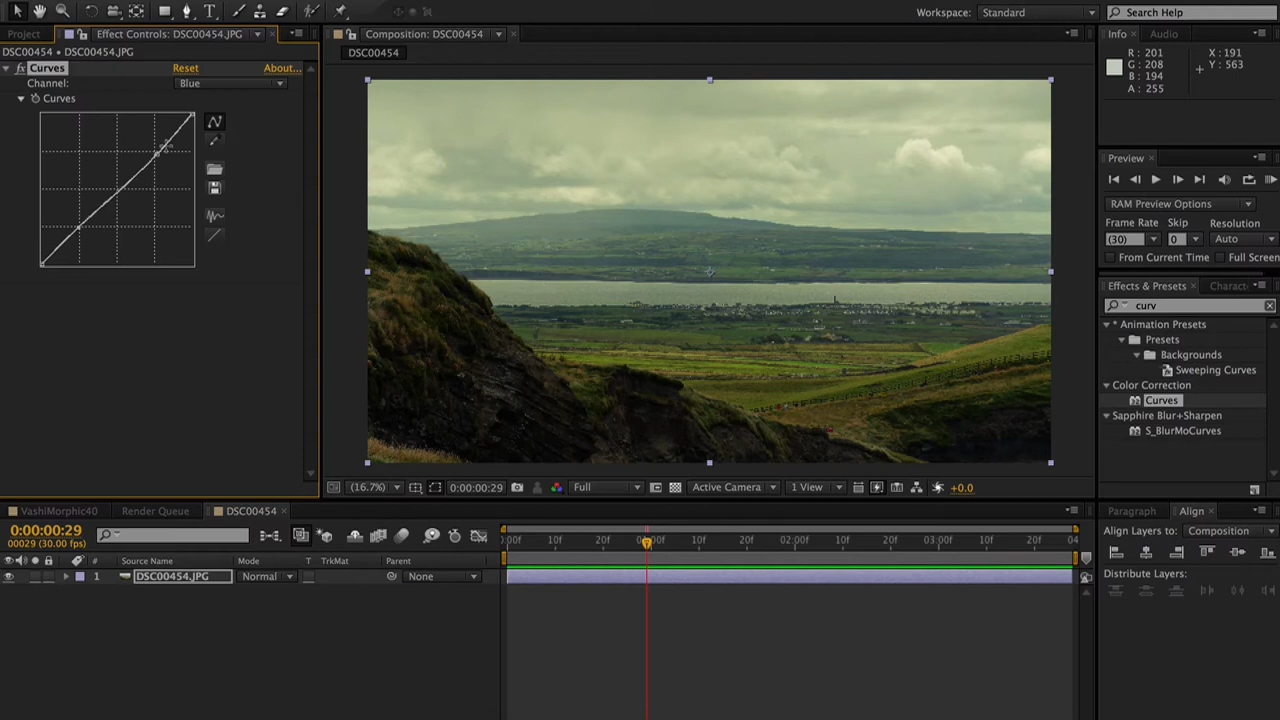 Workspace: Standard
Search Help
Project
Effect Controls: DSC00454.JPG
Composition: DSC00454
Info
Audio
DSC00454 • DSC00454.JPG
DSC00454
R: 201
G: 208
B: 194
A: 255
X: 191
Y: 563
fx Curves
Reset
About...
Channel:
Blue
Curves
Preview
RAM Preview Options
Frame Rate
Skip
Resolution
(30)
0
Auto
From Current Time
Full Screen
Effects & Presets
Charact
curv
* Animation Presets
Presets
Backgrounds
Sweeping Curves
Color Correction
Curves
Sapphire Blur+Sharpen
S_BlurMoCurves
(16.7%)
0:00:00:29
Full
Active Camera
1 View
+0.0
VashiMorphic40
Render Queue
DSC00454
Paragraph
Align
0:00:00:29
00029 (30.00 fps)
Align Layers to:
Composition
Distribute Layers:
#
Source Name
Mode
T
TrkMat
Parent
1
DSC00454.JPG
Normal
None
):00f
10f
20f
10f
20f
02:00f
10f
20f
03:00f
10f
20f
04